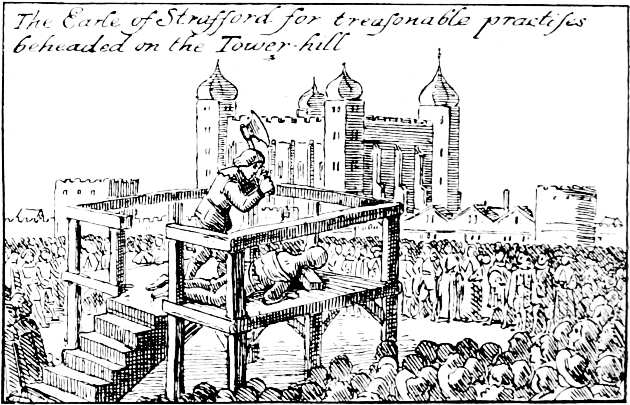 The Earle of Strafford for treasonable practises
beheaded on the Tower-hill